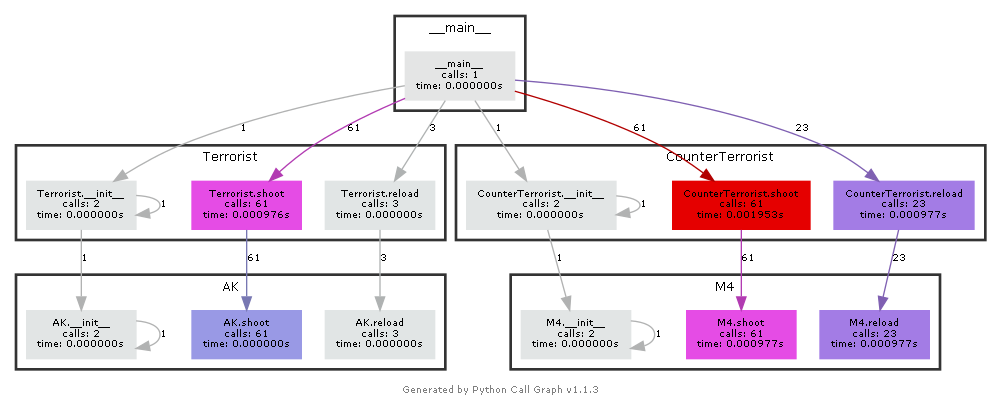 __main__
__main__
calls: 1
time: 0.000000s
1
61
3
1
61
23
Terrorist
CounterTerrorist
Terrorist.__init__
calls: 2
time: 0.000000s
1
Terrorist.shoot
calls: 61
time: 0.000976s
Terrorist.reload
calls: 3
time: 0.000000s
CounterTerrorist.__init__
calls: 2
time: 0.000000s
1
CounterTerrorist.shoot
calls: 61
time: 0.001953s
CounterTerrorist.reload
calls: 23
time: 0.000977s
1
61
3
1
61
23
AK
M4
AK.__init__
calls: 2
time: 0.000000s
1
AK.shoot
calls: 61
time: 0.000000s
AK.reload
calls: 3
time: 0.000000s
M4.__init__
calls: 2
time: 0.000000s
1
M4.shoot
calls: 61
time: 0.000977s
M4.reload
calls: 23
time: 0.000977s
Generated by Python Call Graph v1.1.3